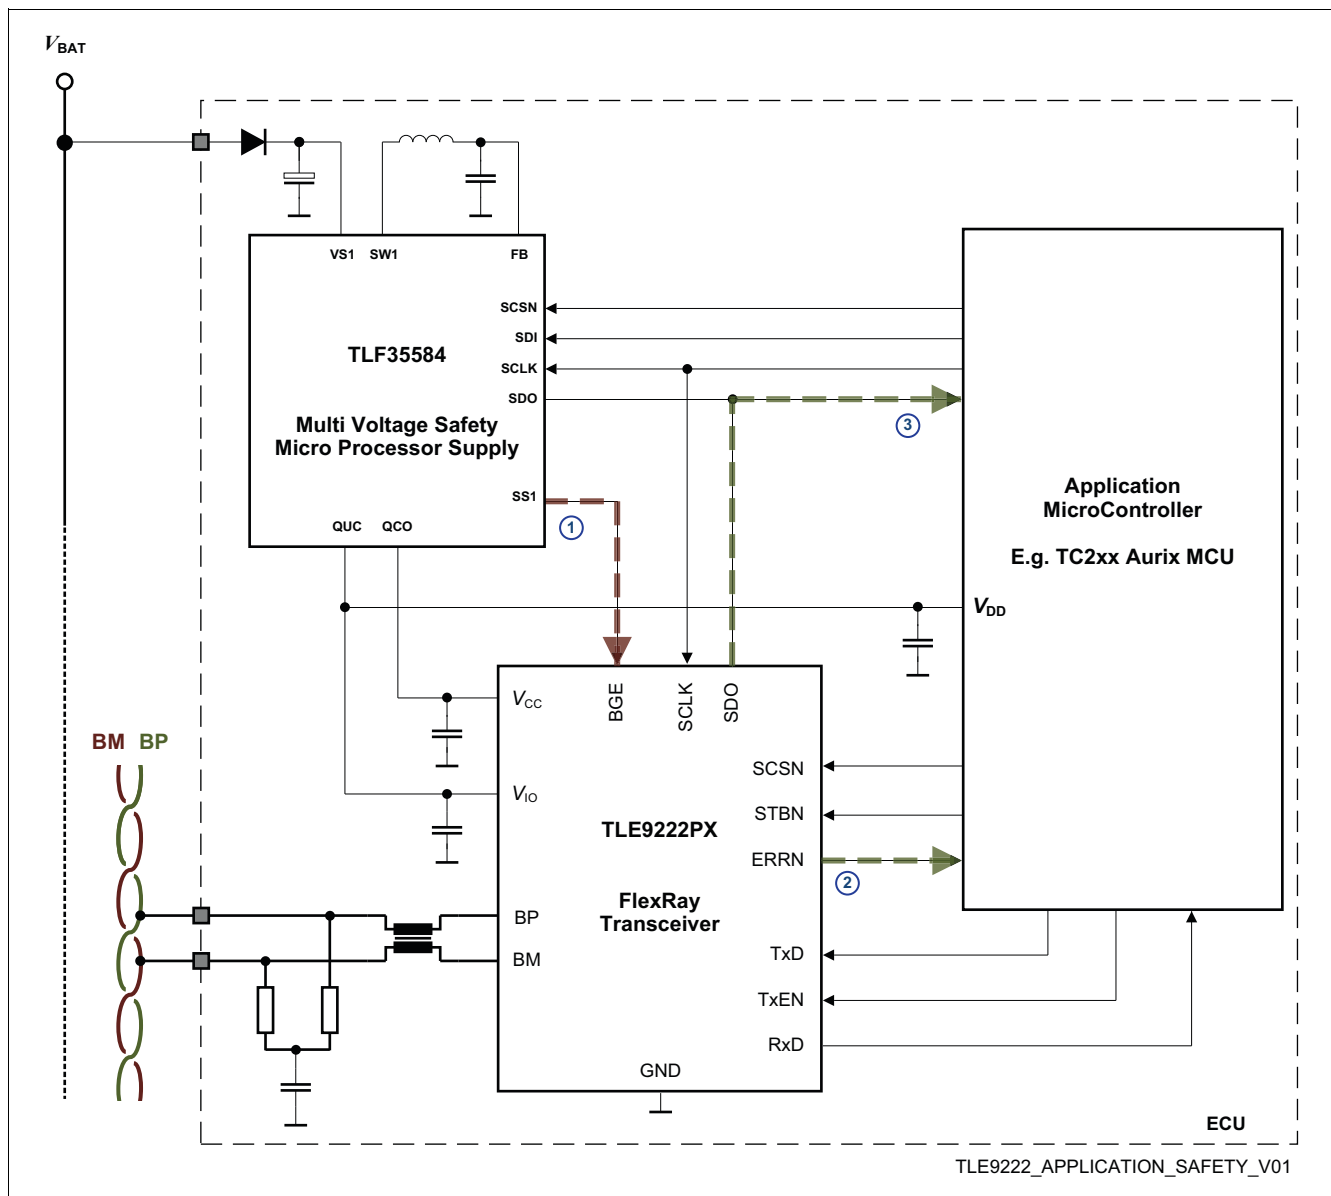 VBAT
VS1 SW1 FB
SCSN
SDI
TLF35584
SCLK
SDO
Multi Voltage Safety
Micro Processor Supply
3
SS1
1
QUC QCO
Application
MicroController
E.g. TC2xx Aurix MCU
VDD
BGE
SCLK
SDO
VCC
BM BP
SCSN
VIO
STBN
TLE9222PX
ERRN
2
FlexRay
Transceiver
BP
BM
TxD
TxEN
RxD
GND
ECU
TLE9222_APPLICATION_SAFETY_V01